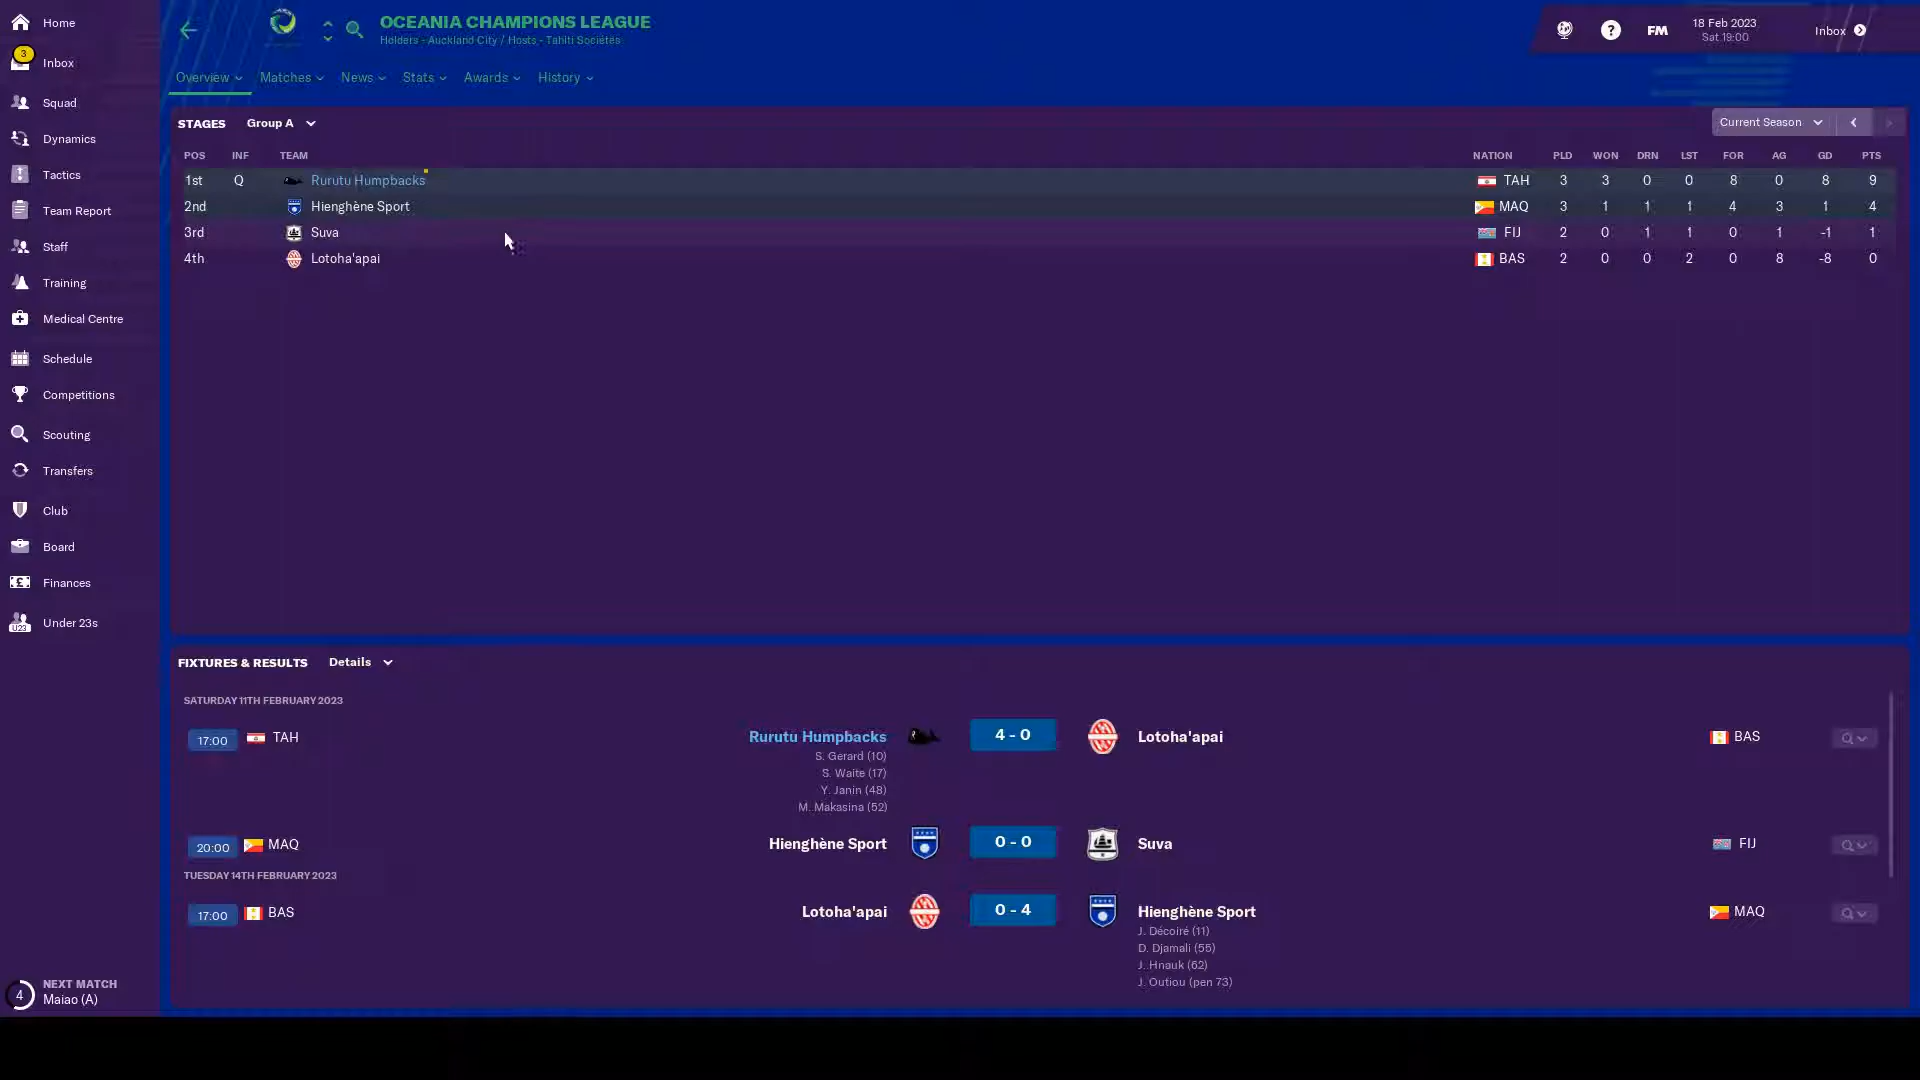 Home
3
Inbox
Squad
Dynamics
Tactics
Team Report
Staff
Training
Medical Centre
Schedule
Competitions
Scouting
Transfers
Club
Board
Finances
U23
Under 23s
4
NEXT MATCH
Maiao (A)
OCEANIA CHAMPIONS LEAGUE
Holders - Auckland City / Hosts - Tahiti Sociétés
? FM 18 Feb 2023 Inbox
Sat 19:00
Overview Matches News Stats Awards History
STAGES Group A Current Season
POS INF TEAM NATION PLD WON DRN LST FOR AG GD PTS
1st Q Rurutu Humpbacks TAH 3 3 0 0 8 0 8 9
2nd Hienghène Sport MAQ 3 1 1 1 4 3 1 4
3rd Suva FIJ 2 0 1 1 0 1 -1 1
4th Lotoha'apai BAS 2 0 0 2 0 8 -8 0
FIXTURES & RESULTS Details
SATURDAY 11TH FEBRUARY 2023
17:00 TAH Rurutu Humpbacks 4 - 0 Lotoha'apai BAS
S. Gerard (10)
S. Waite (17)
Y. Janin (48)
M. Makasina (52)
20:00 MAQ Hienghène Sport 0 - 0 Suva FIJ
TUESDAY 14TH FEBRUARY 2023
17:00 BAS Lotoha'apai 0 - 4 Hienghène Sport MAQ
J. Décoiré (11)
D. Djamali (55)
J. Hnauk (62)
J. Outiou (pen 73)